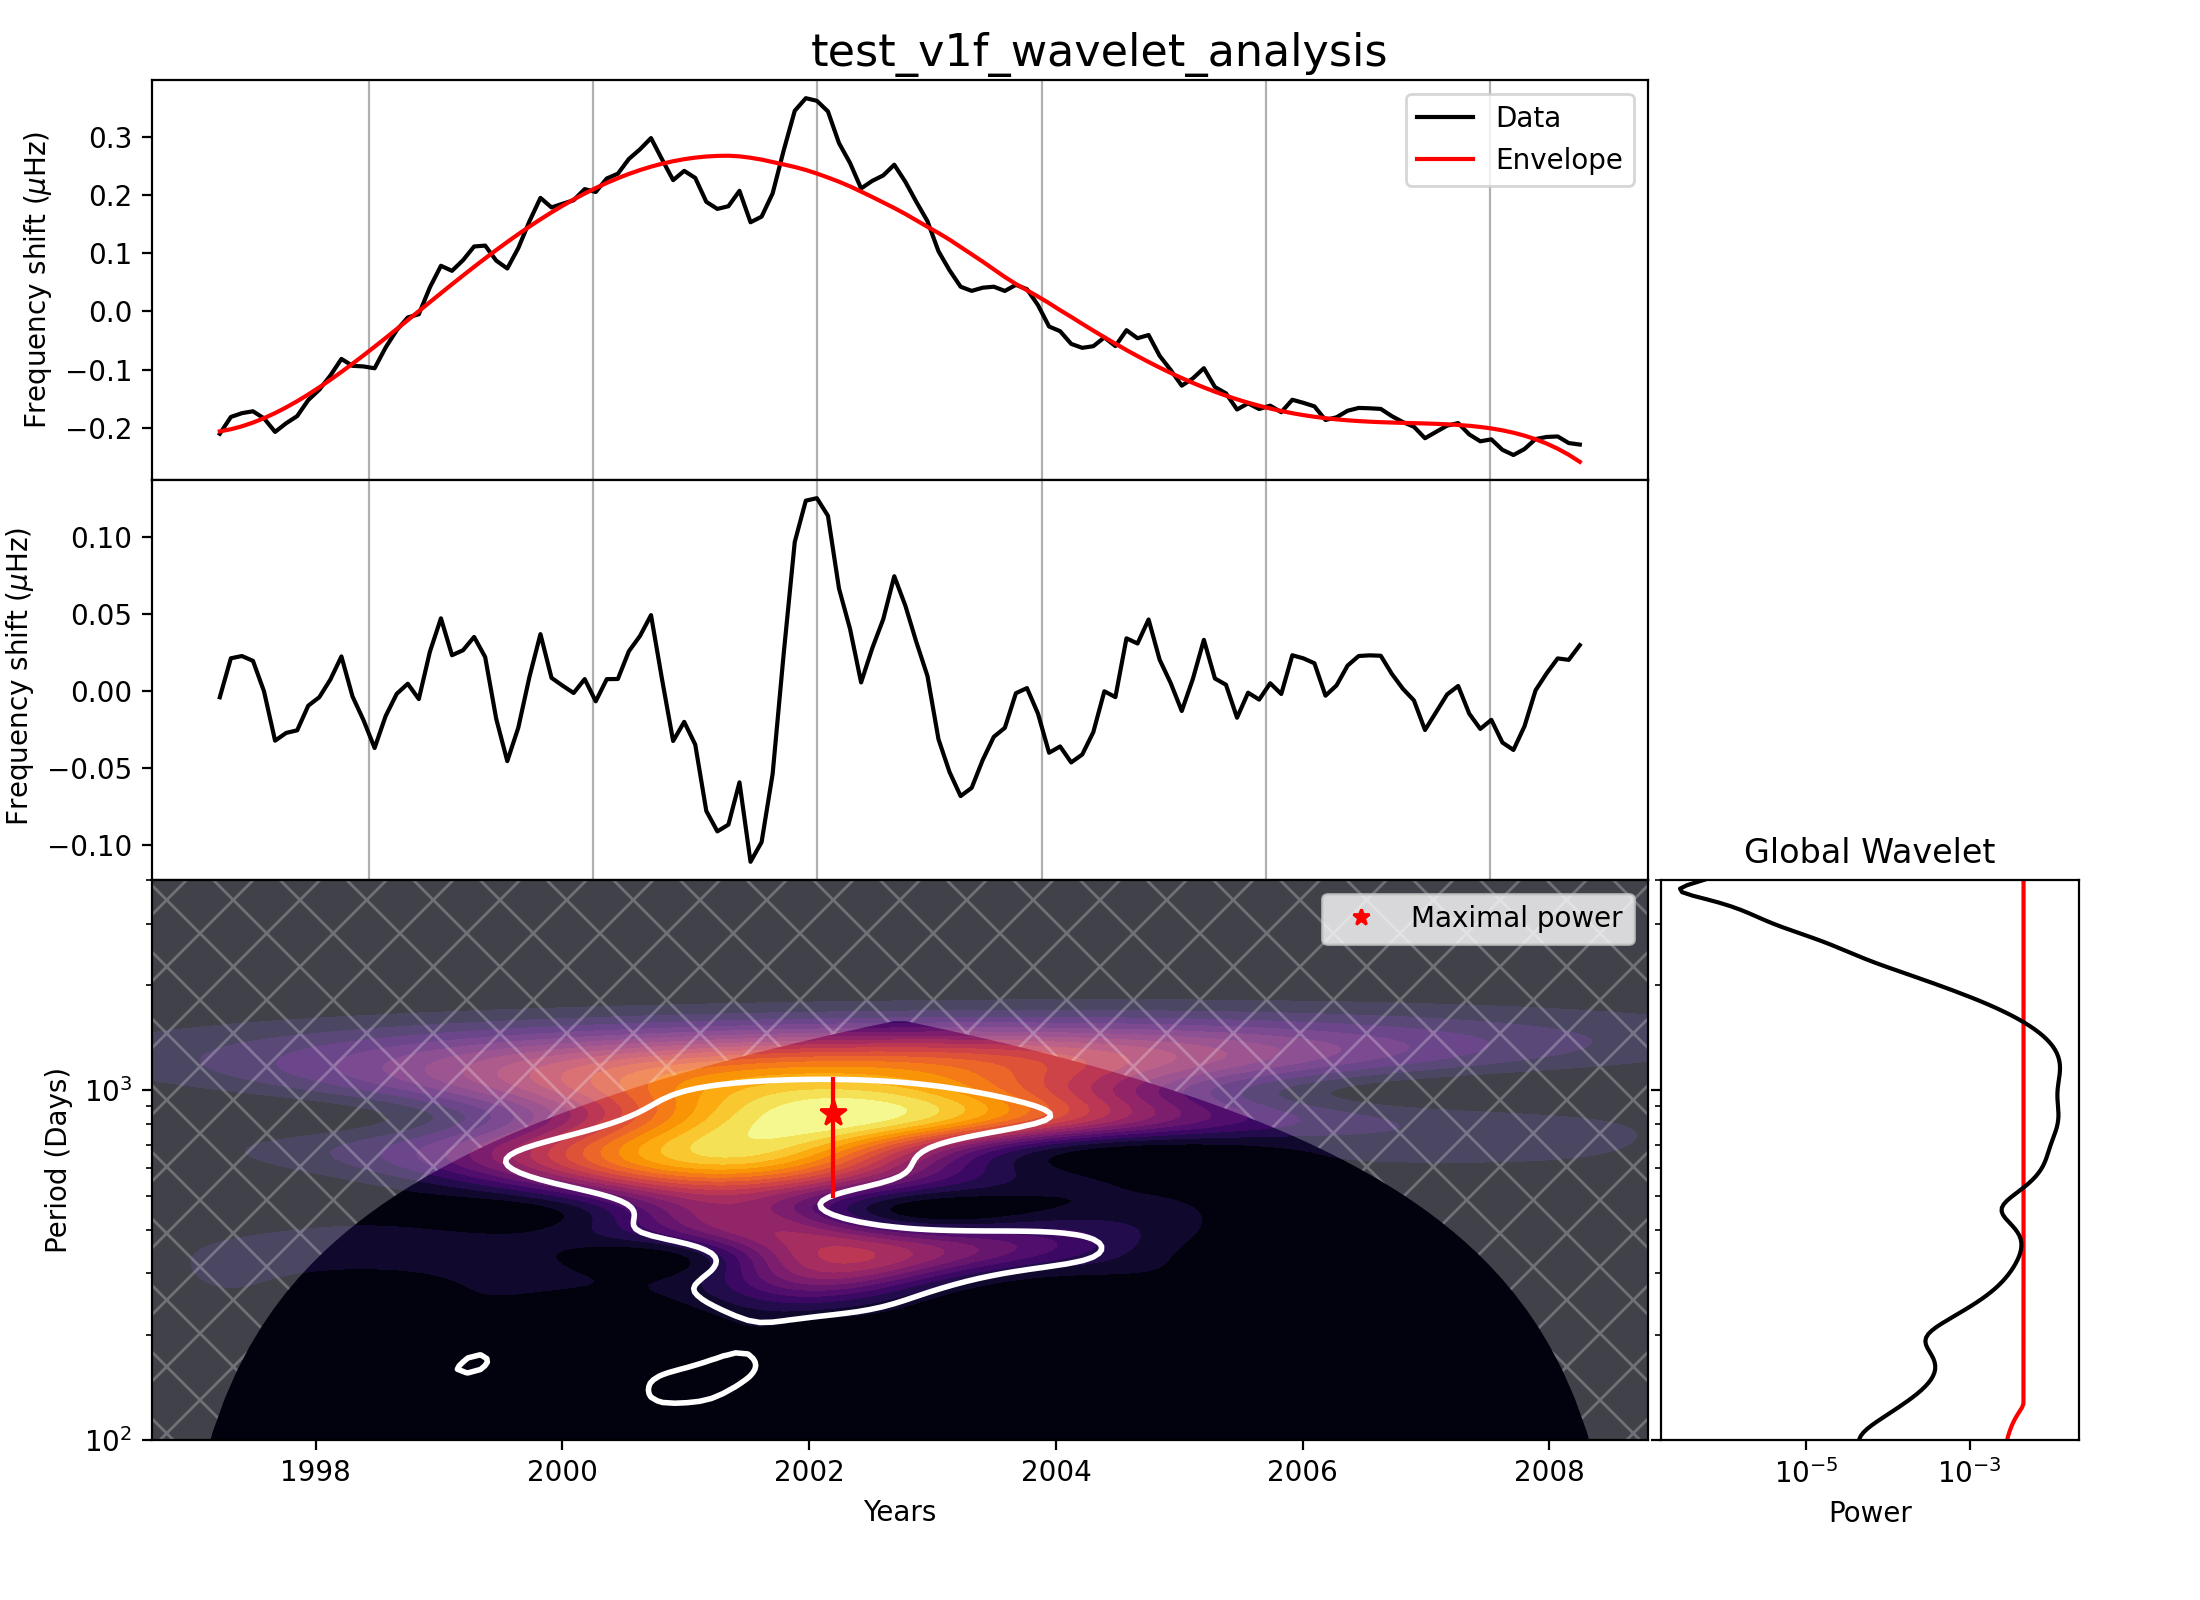 test_v1f_wavelet_analysis
Frequency shift (μHz)
0.3
0.2
0.1
0.0
−0.1
−0.2
Data
Envelope
Frequency shift (μHz)
0.10
0.05
0.00
−0.05
−0.10
Global Wavelet
Period (Days)
10³
10²
Maximal power
1998 2000 2002 2004 2006 2008
Years
10⁻⁵ 10⁻³
Power